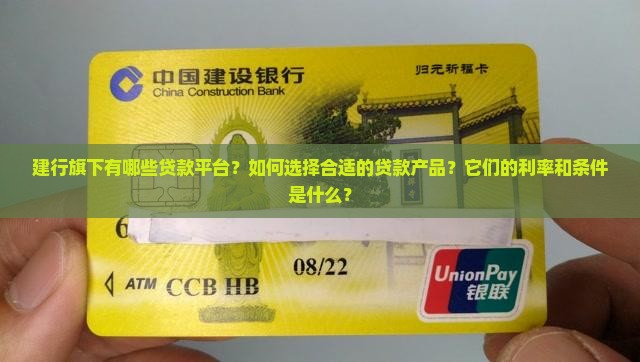 中国建设银行
China Construction Bank
归元祈福卡
建行旗下有哪些贷款平台？如何选择合适的贷款产品？它们的利率和条件
是什么？
6
08/22
ATM CCB HB
UnionPay
银联